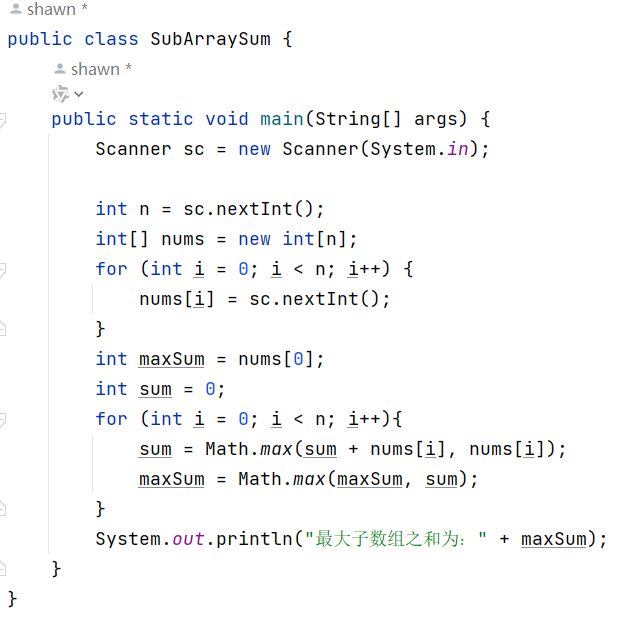 shawn *
public class SubArraySum {
shawn *
public static void main(String[] args) {
Scanner sc = new Scanner(System.in);
int n = sc.nextInt();
int[] nums = new int[n];
for (int i = 0; i < n; i++) {
nums[i] = sc.nextInt();
}
int maxSum = nums[0];
int sum = 0;
for (int i = 0; i < n; i++){
sum = Math.max(sum + nums[i], nums[i]);
maxSum = Math.max(maxSum, sum);
}
System.out.println("最大子数组之和为：" + maxSum);
}
}